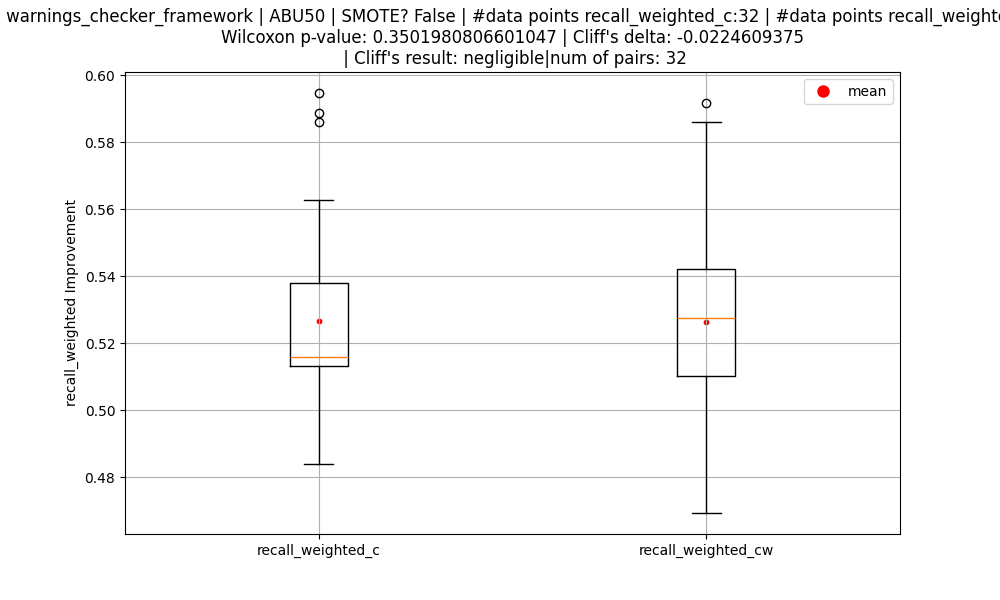 warnings_checker_framework | ABU50 | SMOTE? False | #data points recall_weighted_c:32 | #data points
Wilcoxon p-value: 0.3501980806601047 | Cliff's delta: -0.0224609375
| Cliff's result: negligible|num of pairs: 32
mean
0.60
0.58
0.56
0.54
0.52
0.50
0.48
recall_weighted Improvement
recall_weighted_c
recall_weighted_cw